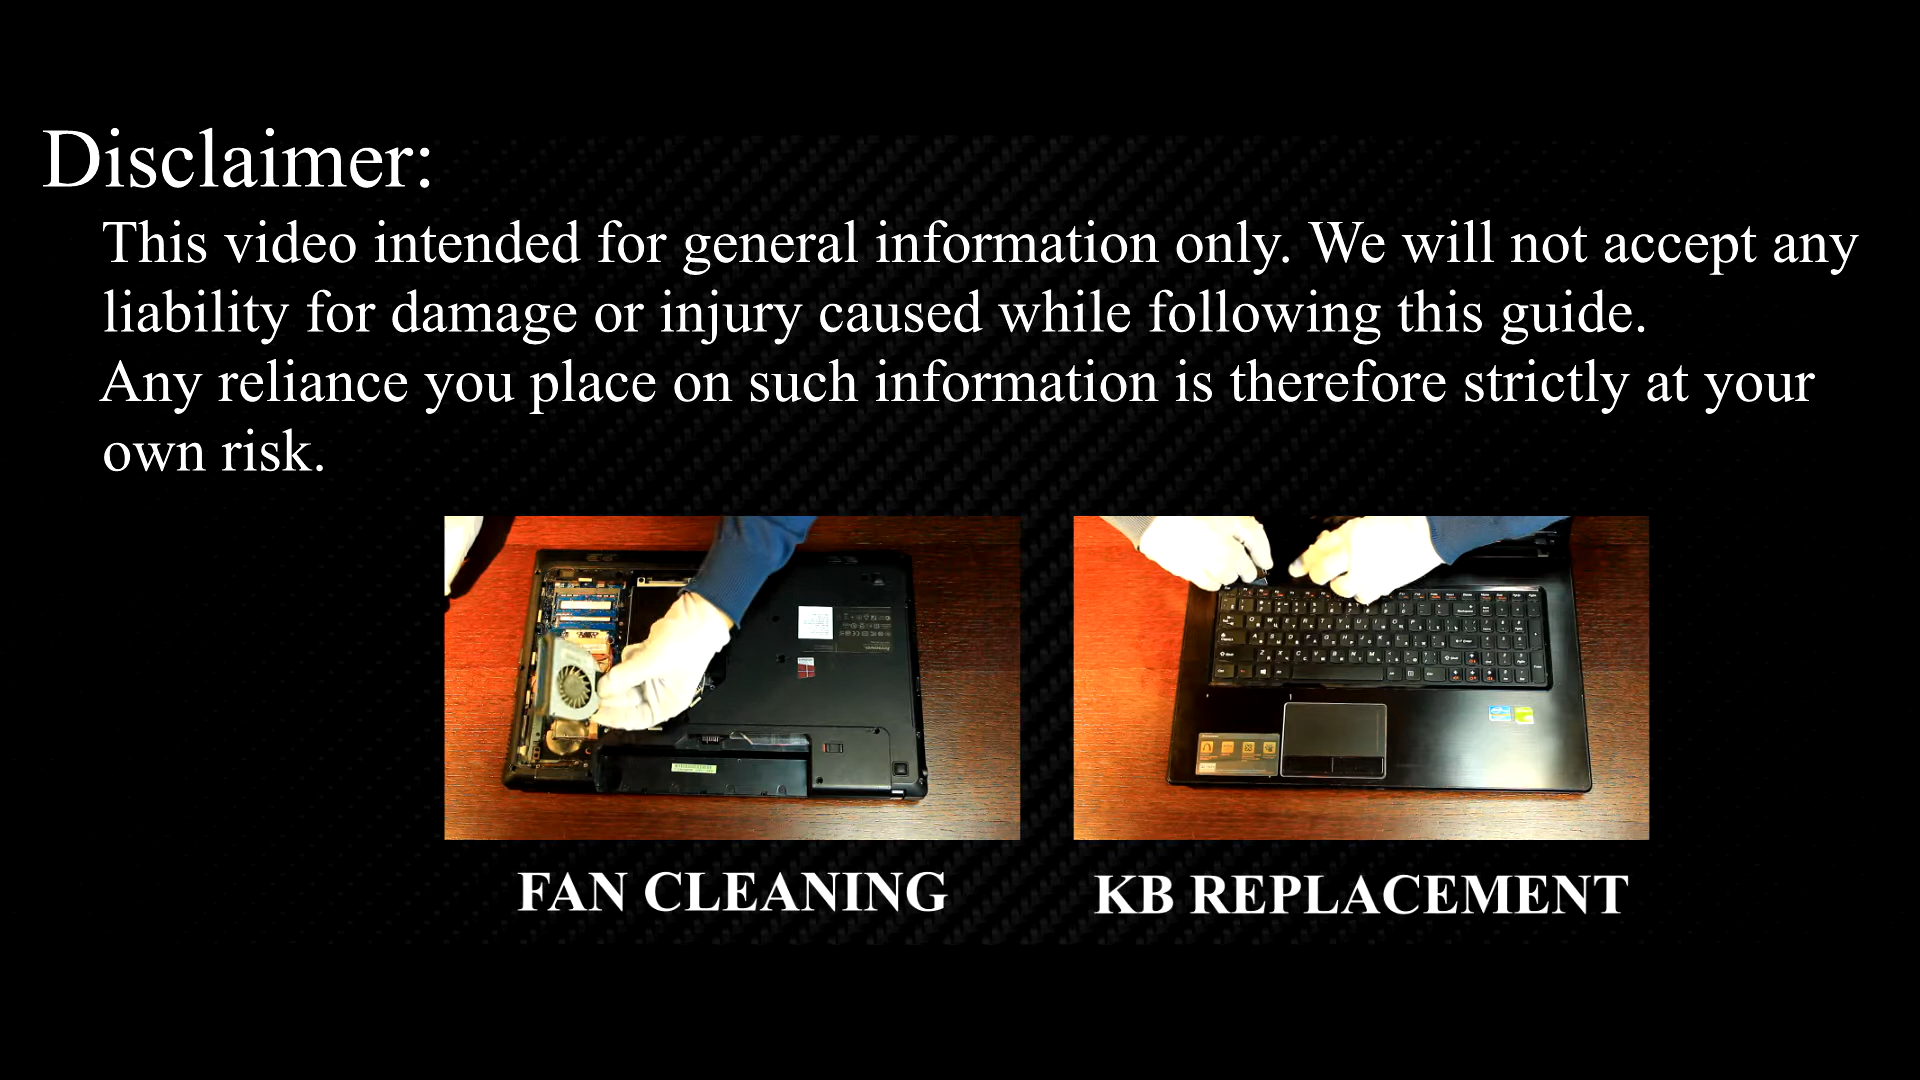 Disclaimer:
This video intended for general information only. We will not accept any
liability for damage or injury caused while following this guide.
Any reliance you place on such information is therefore strictly at your
own risk.
FAN CLEANING
KB REPLACEMENT